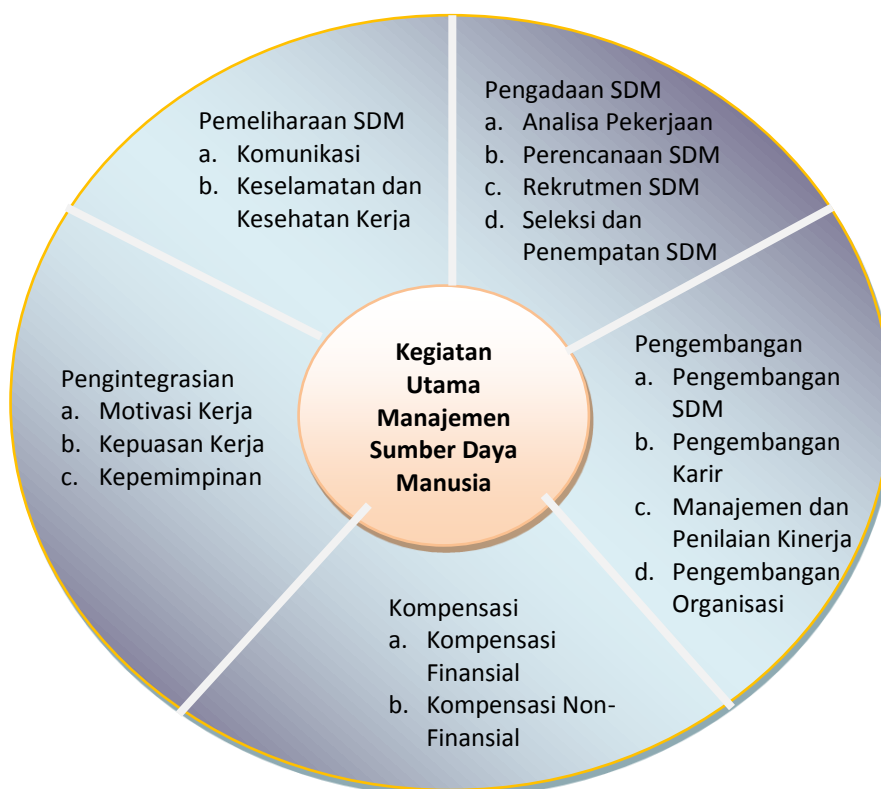 Pengadaan SDM
a. Analisa Pekerjaan
b. Perencanaan SDM
c. Rekrutmen SDM
d. Seleksi dan
Penempatan SDM
Pengembangan
a. Pengembangan
SDM
b. Pengembangan
Karir
c. Manajemen dan
Penilaian Kinerja
d. Pengembangan
Organisasi
Kompensasi
a. Kompensasi
Finansial
b. Kompensasi Non-
Finansial
Pengintegrasian
a. Motivasi Kerja
b. Kepuasan Kerja
c. Kepemimpinan
Pemeliharaan SDM
a. Komunikasi
b. Keselamatan dan
Kesehatan Kerja
Kegiatan
Utama
Manajemen
Sumber Daya
Manusia